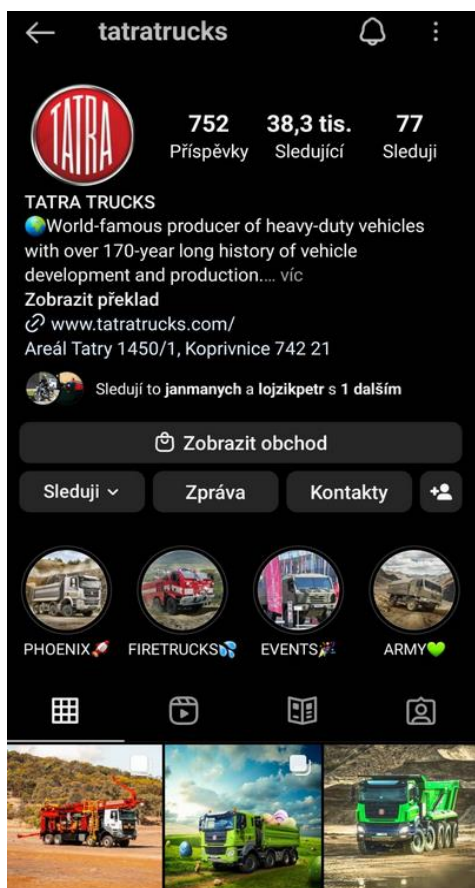 tatratrucks
TATRA
752 38,3 tis. 77
Příspěvky Sledující Sleduji
TATRA TRUCKS
🌍World-famous producer of heavy-duty vehicles
with over 170-year long history of vehicle
development and production.... víc
Zobrazit překlad
www.tatratrucks.com/
Areál Tatry 1450/1, Koprivnice 742 21
Sledují to janmanych a lojzikpetr s 1 dalším
Zobrazit obchod
Sleduji Zpráva Kontakty
PHOENIX🚀 FIRETRUCKS💦 EVENTS🎉 ARMY💚